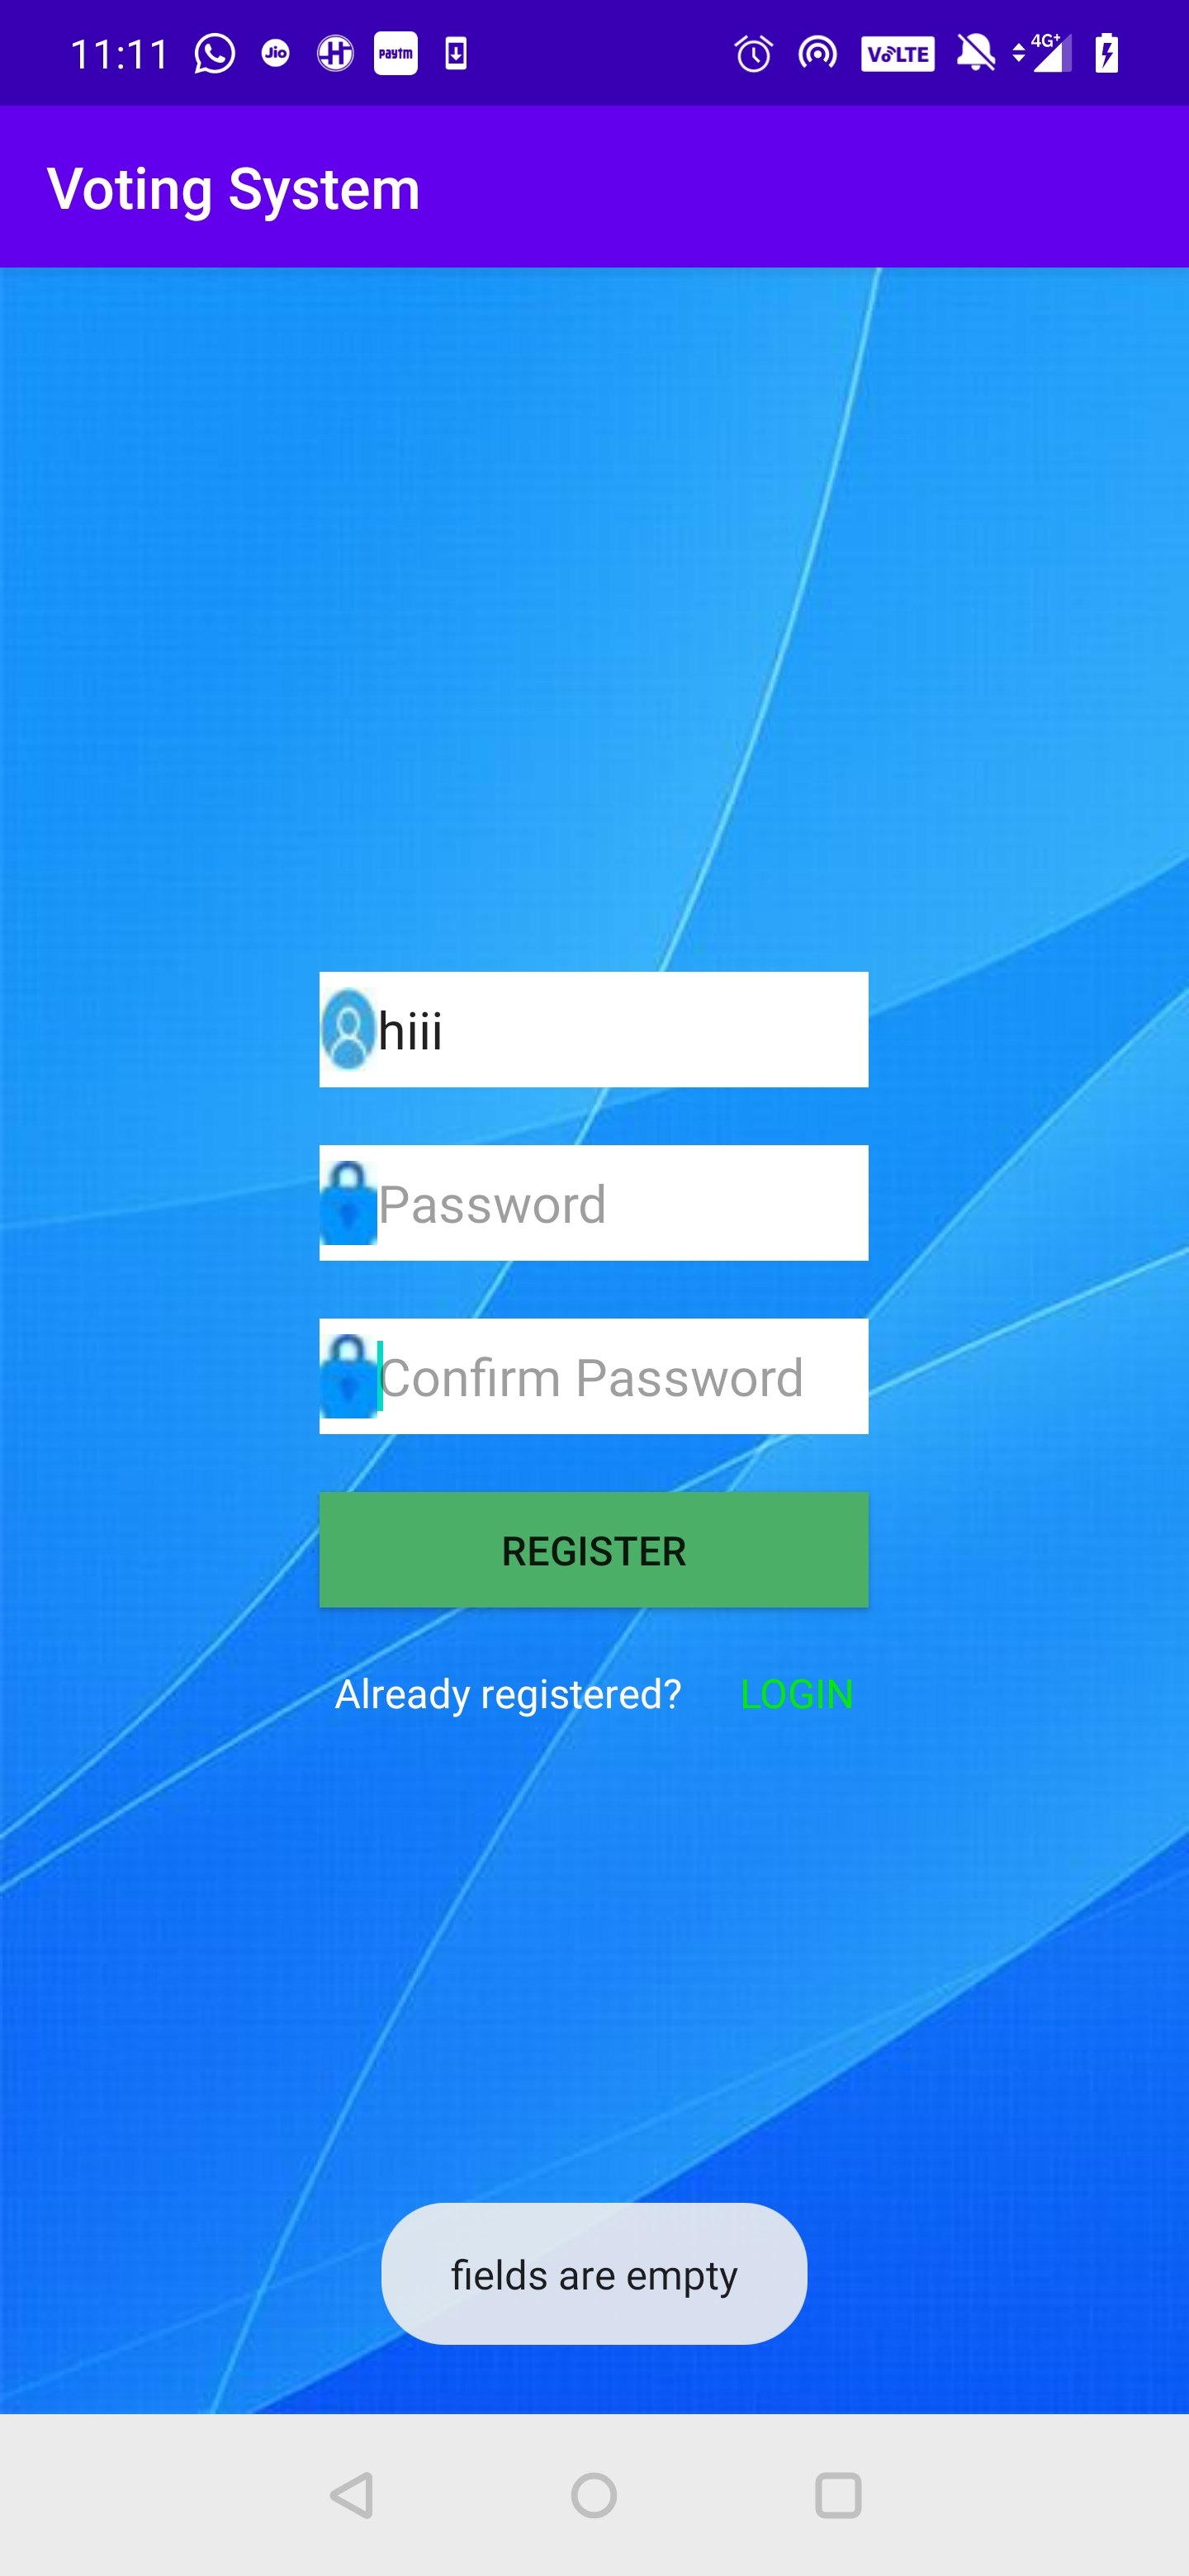 11:11 Jio H paytm VoLTE 4G+
Voting System
hiii
Password
Confirm Password
REGISTER
Already registered? LOGIN
fields are empty